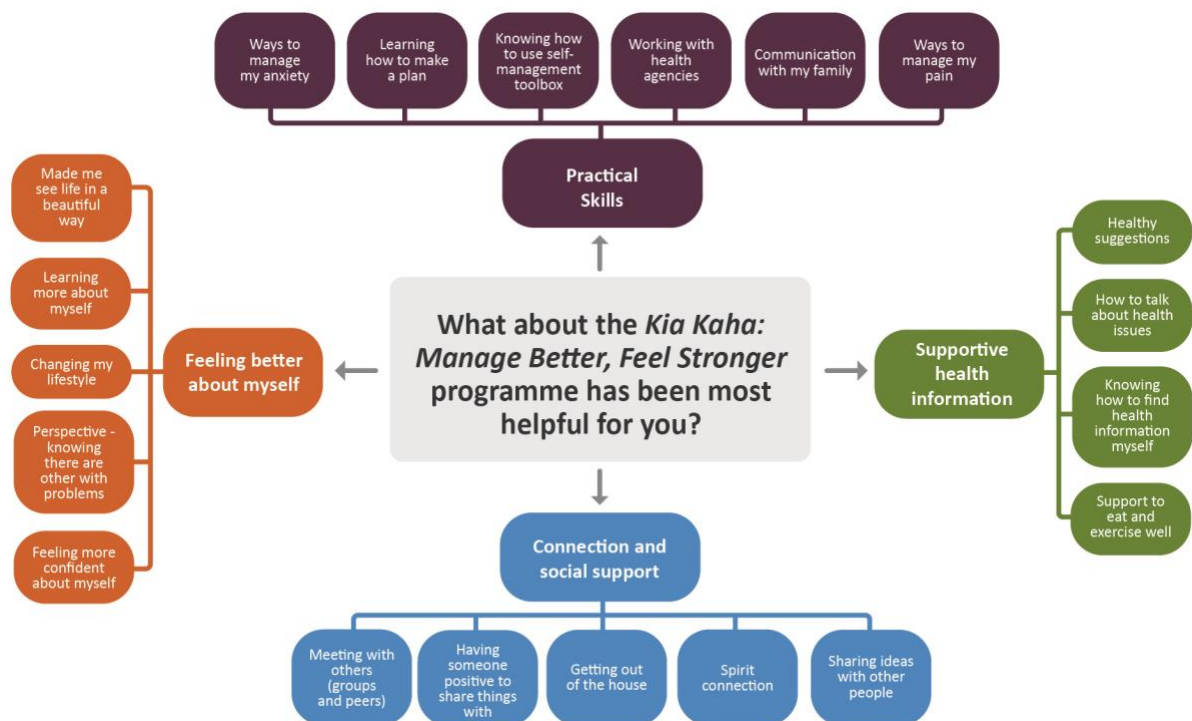 Ways to
manage
my anxiety
Learning
how to make
a plan
Knowing how
to use self-
management
toolbox
Working with
health
agencies
Communication
with my family
Ways to
manage my
pain
Practical
Skills
Made me
see life in a
beautiful
way
Learning
more about
myself
Changing my
lifestyle
Perspective -
knowing
there are
other with
problems
Feeling more
confident
about myself
Feeling better
about myself
What about the Kia Kaha:
Manage Better, Feel Stronger
programme has been most
helpful for you?
Supportive
health
information
Healthy
suggestions
How to talk
about health
issues
Knowing
how to find
health
information
myself
Support to
eat and
exercise well
Connection and
social support
Meeting with
others
(groups
and peers)
Having
someone
positive to
share things
with
Getting out
of the house
Spirit
connection
Sharing ideas
with other
people